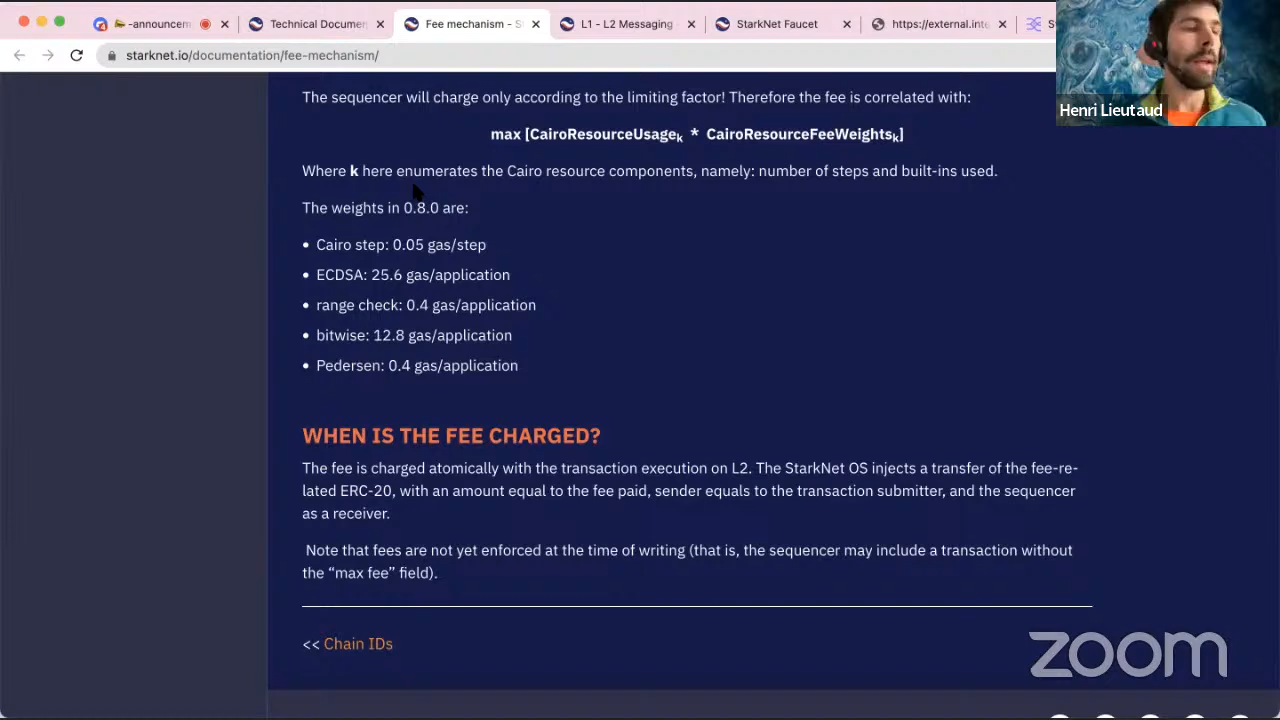 -announcem
Technical Documen
Fee mechanism - S
L1 - L2 Messaging
StarkNet Faucet
https://external.inte
S
starknet.io/documentation/fee-mechanism/
Henri Lieutaud
The sequencer will charge only according to the limiting factor! Therefore the fee is correlated with:
max [CairoResourceUsagek * CairoResourceFeeWeightsk]
Where k here enumerates the Cairo resource components, namely: number of steps and built-ins used.
The weights in 0.8.0 are:
• Cairo step: 0.05 gas/step
• ECDSA: 25.6 gas/application
• range check: 0.4 gas/application
• bitwise: 12.8 gas/application
• Pedersen: 0.4 gas/application
WHEN IS THE FEE CHARGED?
The fee is charged atomically with the transaction execution on L2. The StarkNet OS injects a transfer of the fee-re-
lated ERC-20, with an amount equal to the fee paid, sender equals to the transaction submitter, and the sequencer
as a receiver.
Note that fees are not yet enforced at the time of writing (that is, the sequencer may include a transaction without
the “max fee” field).
<< Chain IDs
zoom